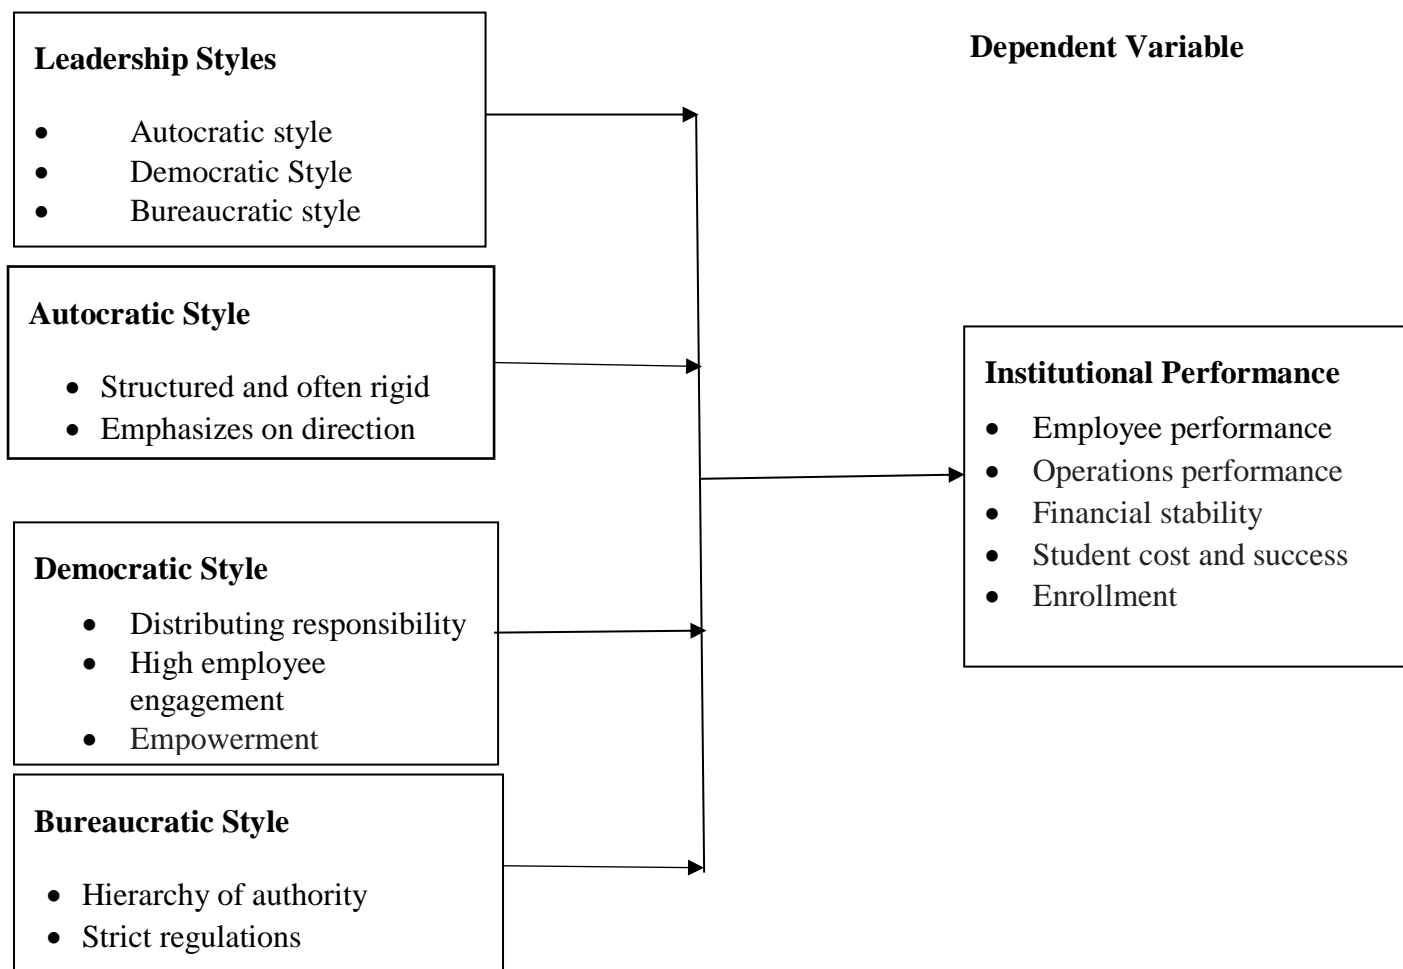 Leadership Styles
• Autocratic style
• Democratic Style
• Bureaucratic style
Autocratic Style
• Structured and often rigid
• Emphasizes on direction
Democratic Style
• Distributing responsibility
• High employee
engagement
• Empowerment
Bureaucratic Style
• Hierarchy of authority
• Strict regulations
Dependent Variable
Institutional Performance
• Employee performance
• Operations performance
• Financial stability
• Student cost and success
• Enrollment